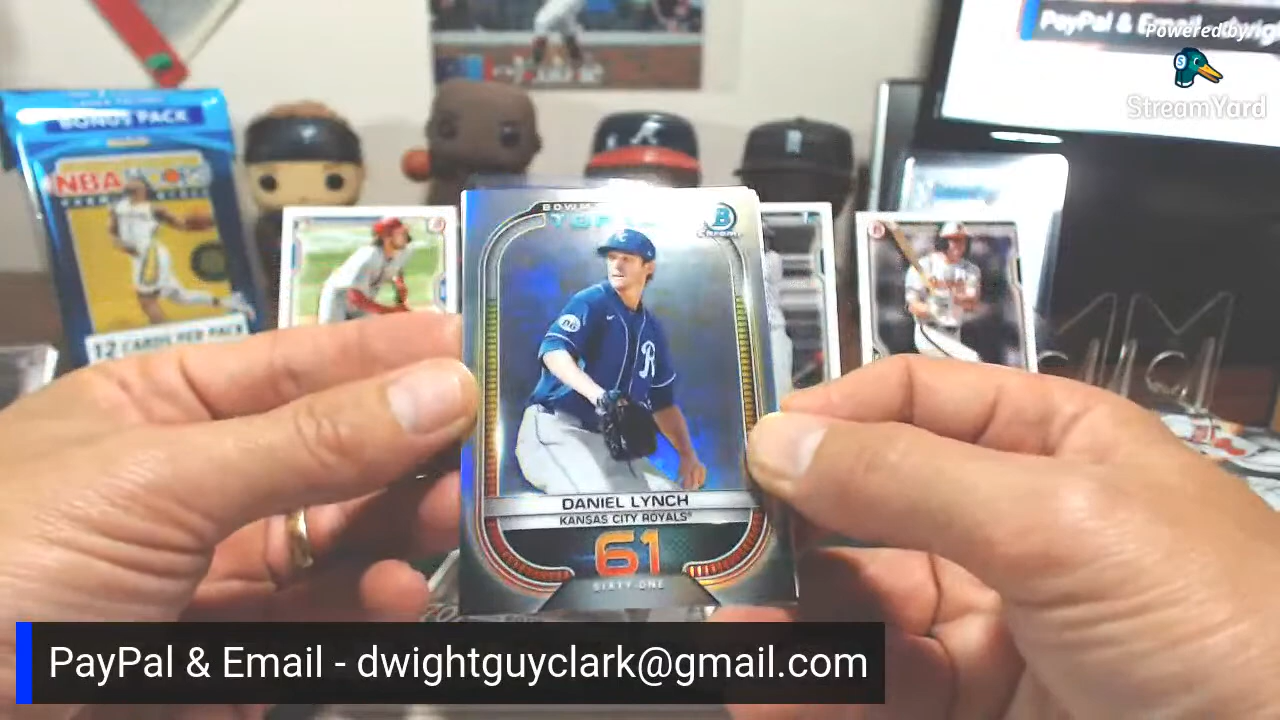 PayPal & Email
Powered by
StreamYard
BONUS PACK
NBA
12 CARDS PER PACK
B
Chrome
DANIEL LYNCH
KANSAS CITY ROYALS
61
SIXTY-ONE
PayPal & Email - dwightguyclark@gmail.com